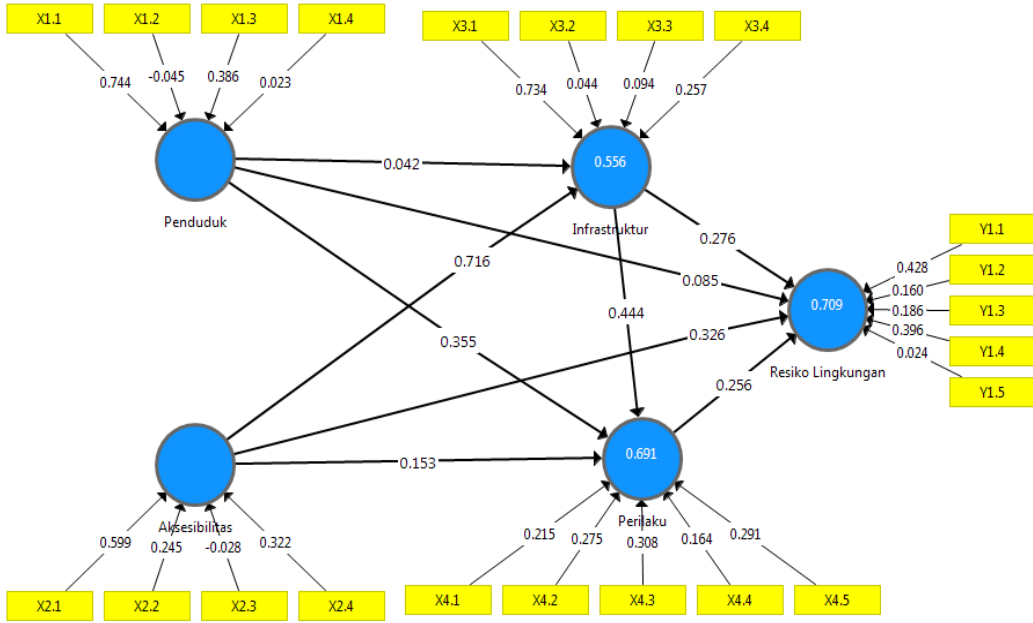 X1.1 X1.2 X1.3 X1.4
X3.1 X3.2 X3.3 X3.4
0.744 -0.045 0.386 0.023
0.734 0.044 0.094 0.257
0.556
0.042
Penduduk
Infrastruktur
0.276
0.716
0.085
0.444
0.355
0.326
0.709
Resiko Lingkungan
Y1.1
Y1.2
Y1.3
Y1.4
Y1.5
0.428
0.160
0.186
0.396
0.024
0.256
0.153
0.691
Aksesibilitas
Perilaku
0.599 0.245 -0.028 0.322
0.215 0.275 0.308 0.164 0.291
X2.1 X2.2 X2.3 X2.4
X4.1 X4.2 X4.3 X4.4 X4.5